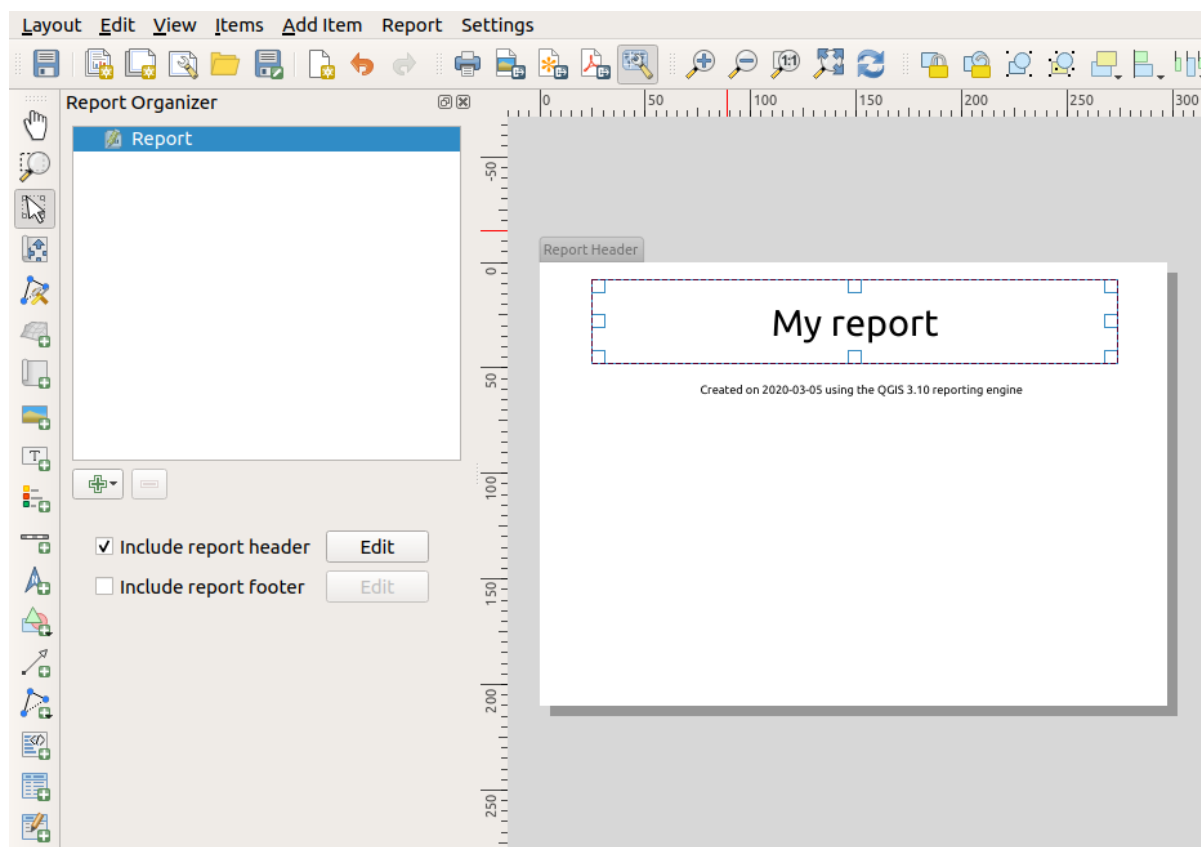 Layout Edit View Items Add Item Report Settings
1:1
Report Organizer
0 50 100 150 200 250 300
Report
-50
Report Header
0
My report
T
50
Created on 2020-03-05 using the QGIS 3.10 reporting engine
100
Include report header Edit
Include report footer Edit
150
200
250